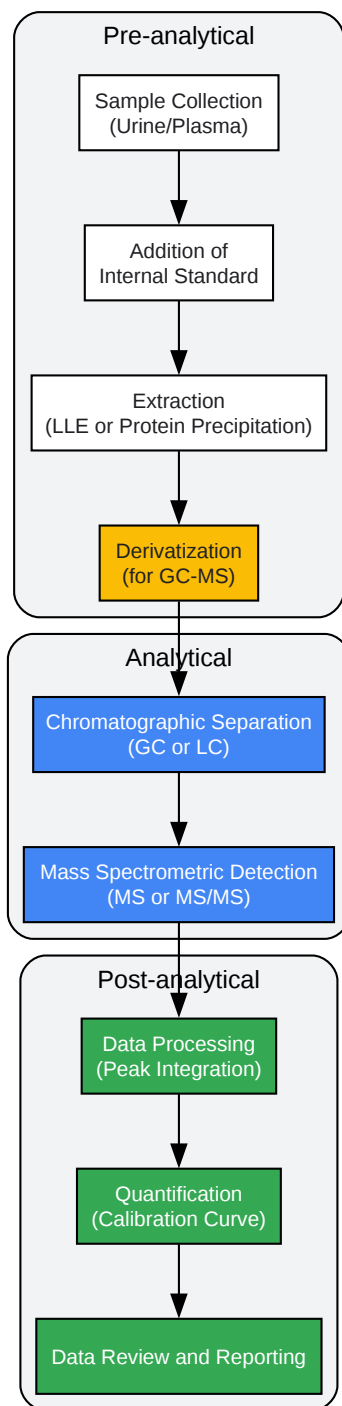 Pre-analytical
Sample Collection
(Urine/Plasma)
Addition of
Internal Standard
Extraction
(LLE or Protein Precipitation)
Derivatization
(for GC-MS)
Analytical
Chromatographic Separation
(GC or LC)
Mass Spectrometric Detection
(MS or MS/MS)
Post-analytical
Data Processing
(Peak Integration)
Quantification
(Calibration Curve)
Data Review and Reporting